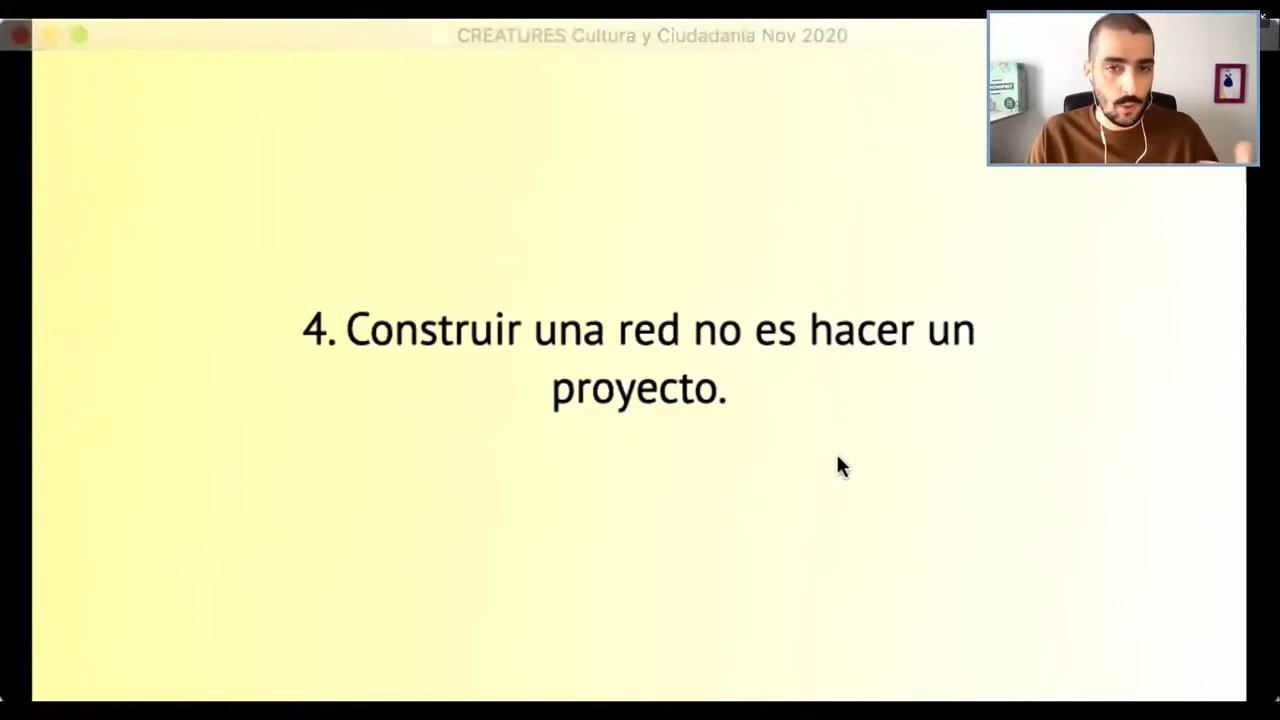 CREATURES Cultura y Ciudadanía Nov 2020
4. Construir una red no es hacer un
proyecto.